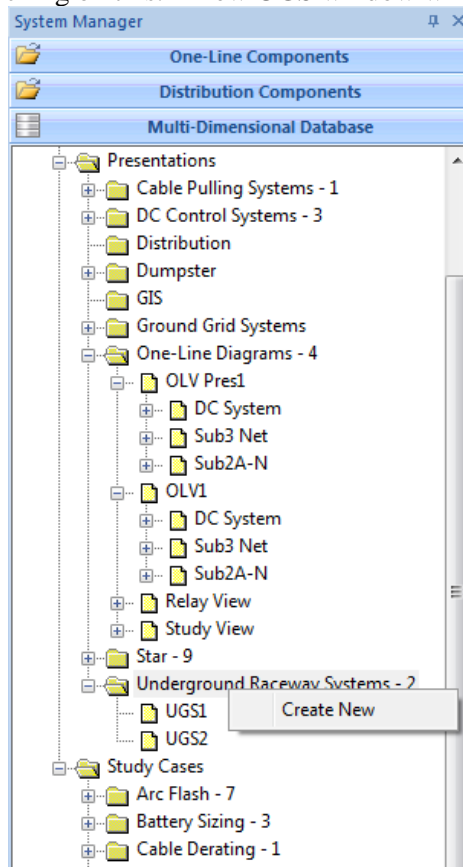 System Manager
One-Line Components
Distribution Components
Multi-Dimensional Database
Presentations
Cable Pulling Systems - 1
DC Control Systems - 3
Distribution
Dumpster
GIS
Ground Grid Systems
One-Line Diagrams - 4
OLV Pres1
DC System
Sub3 Net
Sub2A-N
OLV1
DC System
Sub3 Net
Sub2A-N
Relay View
Study View
Star - 9
Underground Raceway Systems - 2
UGS1
Create New
UGS2
Study Cases
Arc Flash - 7
Battery Sizing - 3
Cable Derating - 1